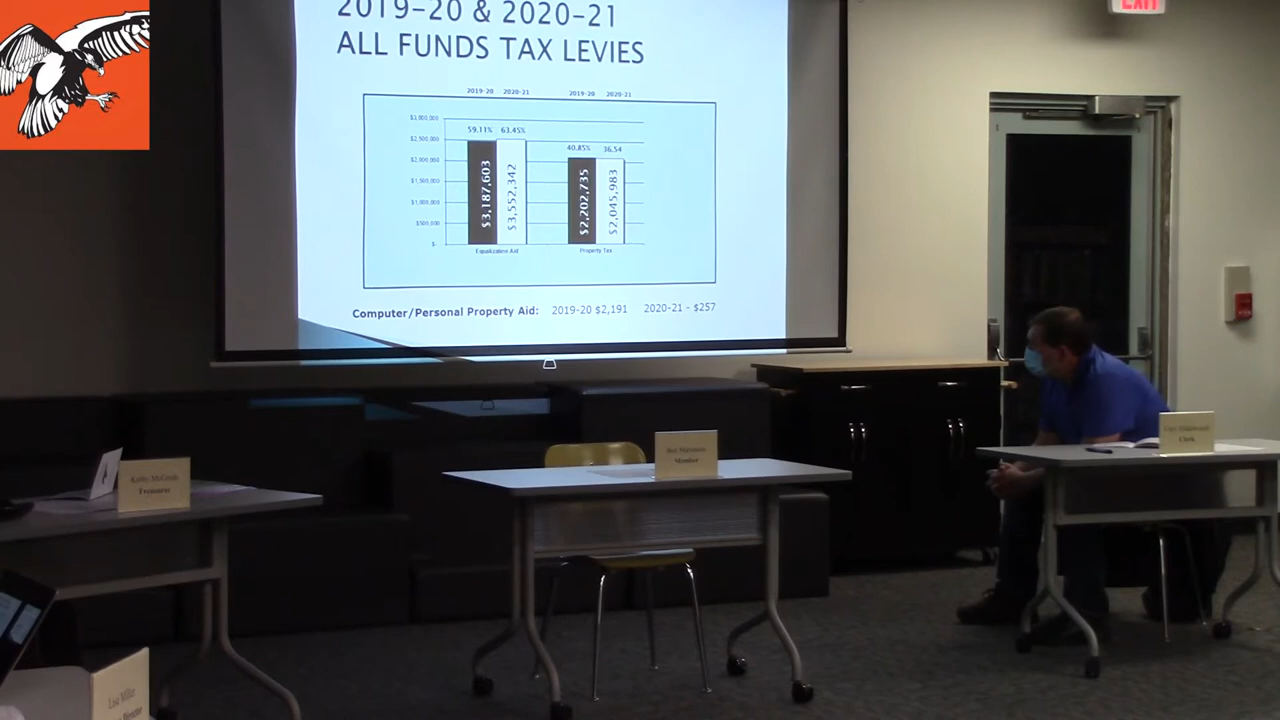 EXIT
2019-20 & 2020-21
ALL FUNDS TAX LEVIES
2019-20 2020-21 2019-20 2020-21
$3,000,000
$2,500,000
$2,000,000
$1,500,000
$1,000,000
$500,000
$-
59.11% 63.45%
40.85% 36.54
$3,187,603
$3,552,342
$2,202,735
$2,045,983
Equalization Aid Property Tax
Computer/Personal Property Aid: 2019-20 $2,191 2020-21 - $257
Clerk
Member
Kathy
Treasurer
Lisa Miller